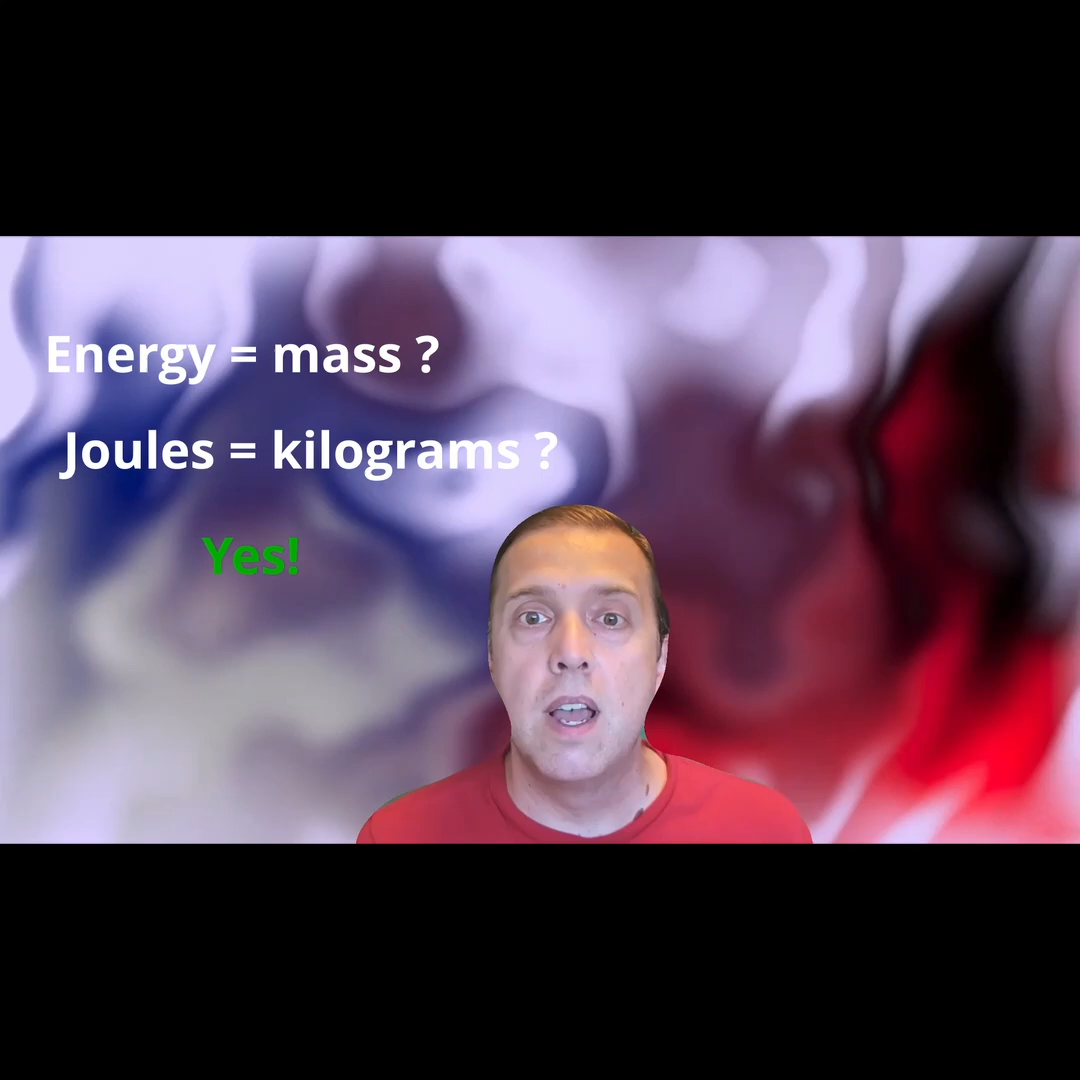 Energy = mass ?
Joules = kilograms ?
Yes!